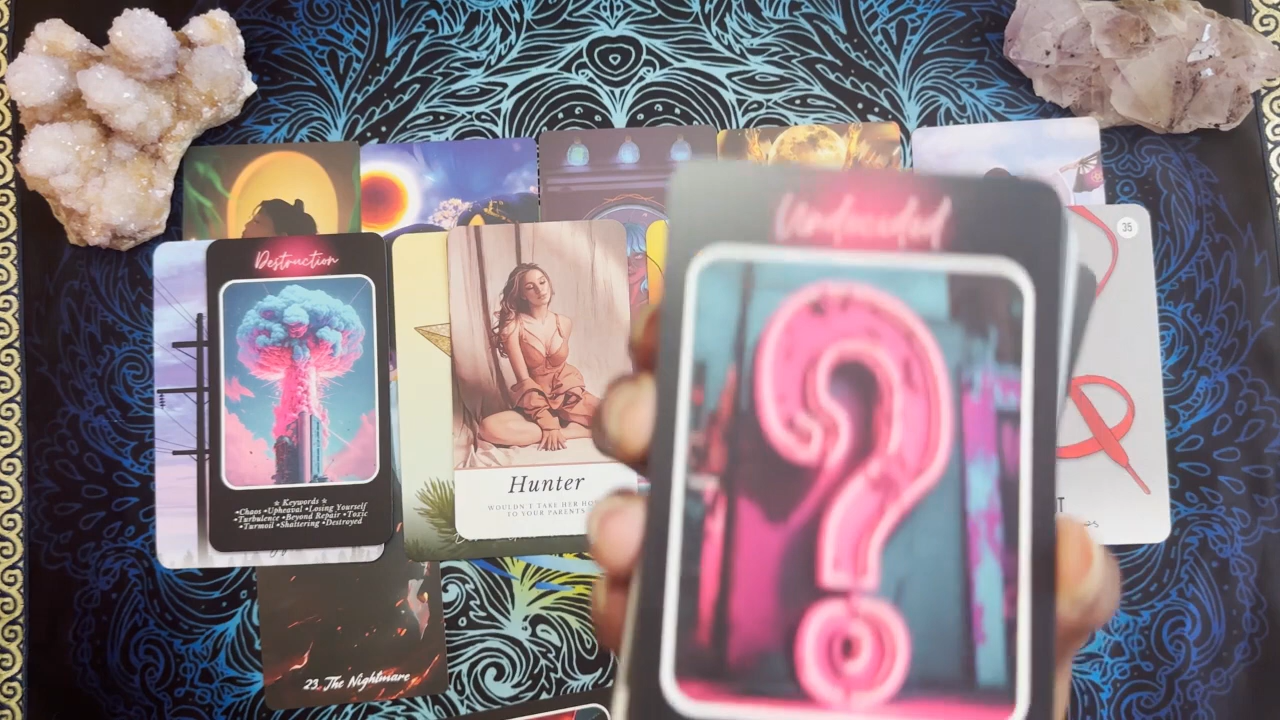 Undecided
35
Destruction
* Keywords *
•Chaos •Upheaval •Losing Yourself
•Turbulence •Beyond Repair •Toxic
•Turmoil •Shattering •Destroyed
Hunter
WOULDN'T TAKE HER HO
TO YOUR PARENTS
T
23. The Nightmare